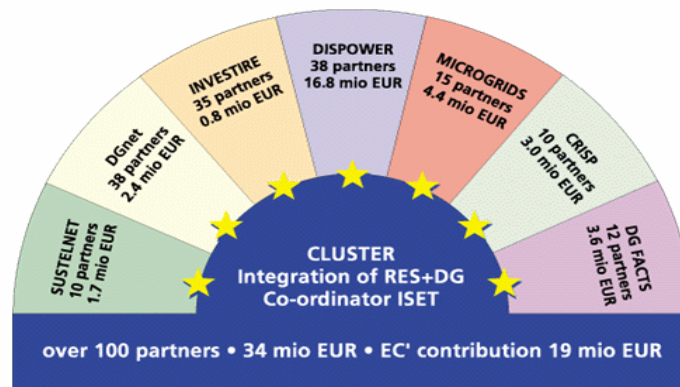 SUSTELNET
10 partners
1.7 mio EUR
DGnet
38 partners
2.4 mio EUR
INVESTIRE
35 partners
0.8 mio EUR
DISPOWER
38 partners
16.8 mio EUR
MICROGRIDS
15 partners
4.4 mio EUR
CRISP
10 partners
3.0 mio EUR
DG FACTS
12 partners
3.6 mio EUR
CLUSTER
Integration of RES+DG
Co-ordinator ISET
over 100 partners • 34 mio EUR • EC' contribution 19 mio EUR